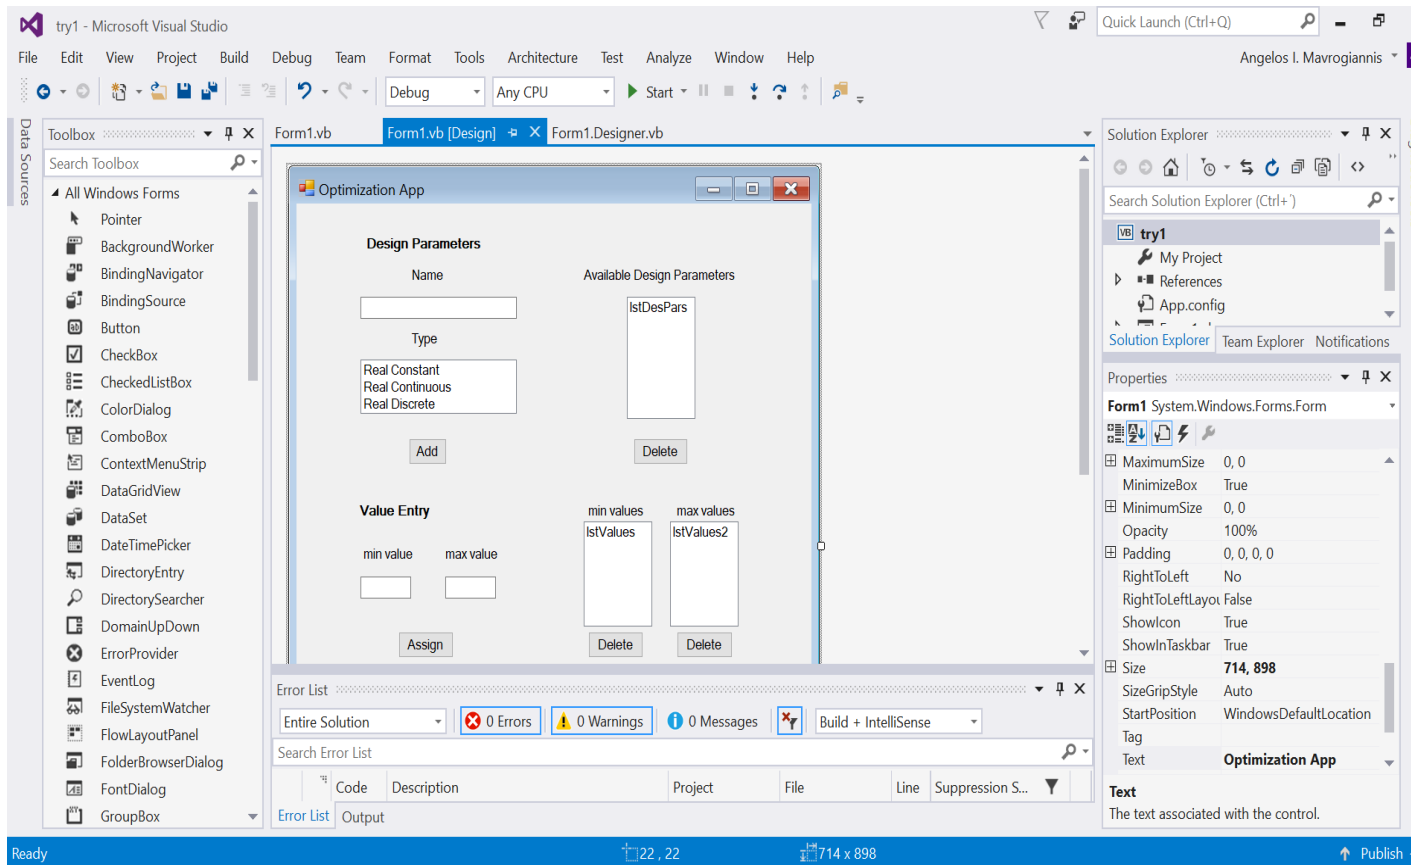 try1 - Microsoft Visual Studio
Quick Launch (Ctrl+Q)
File Edit View Project Build Debug Team Format Tools Architecture Test Analyze Window Help
Angelos I. Mavrogiannis
Debug
Any CPU
Start
Data Sources
Toolbox
Search Toolbox
All Windows Forms
Pointer
BackgroundWorker
BindingNavigator
BindingSource
Button
CheckBox
CheckedListBox
ColorDialog
ComboBox
ContextMenuStrip
DataGridView
DataSet
DateTimePicker
DirectoryEntry
DirectorySearcher
DomainUpDown
ErrorProvider
EventLog
FileSystemWatcher
FlowLayoutPanel
FolderBrowserDialog
FontDialog
GroupBox
Form1.vb
Form1.vb [Design]
Form1.Designer.vb
Optimization App
Design Parameters
Name
Available Design Parameters
lstDesPars
Type
Real Constant
Real Continuous
Real Discrete
Add
Delete
Value Entry
min values
max values
lstValues
lstValues2
min value
max value
Assign
Delete
Delete
Error List
Entire Solution
0 Errors
0 Warnings
0 Messages
Build + IntelliSense
Search Error List
Code Description Project File Line Suppression S...
Error List Output
Solution Explorer
Search Solution Explorer (Ctrl+¨)
VB try1
My Project
References
App.config
Solution Explorer Team Explorer Notifications
Properties
Form1 System.Windows.Forms.Form
MaximumSize 0, 0
MinimizeBox True
MinimumSize 0, 0
Opacity 100%
Padding 0, 0, 0, 0
RightToLeft No
RightToLeftLayou False
ShowIcon True
ShowInTaskbar True
Size 714, 898
SizeGripStyle Auto
StartPosition WindowsDefaultLocation
Tag
Text Optimization App
Text
The text associated with the control.
Ready
22 , 22
714 x 898
Publish